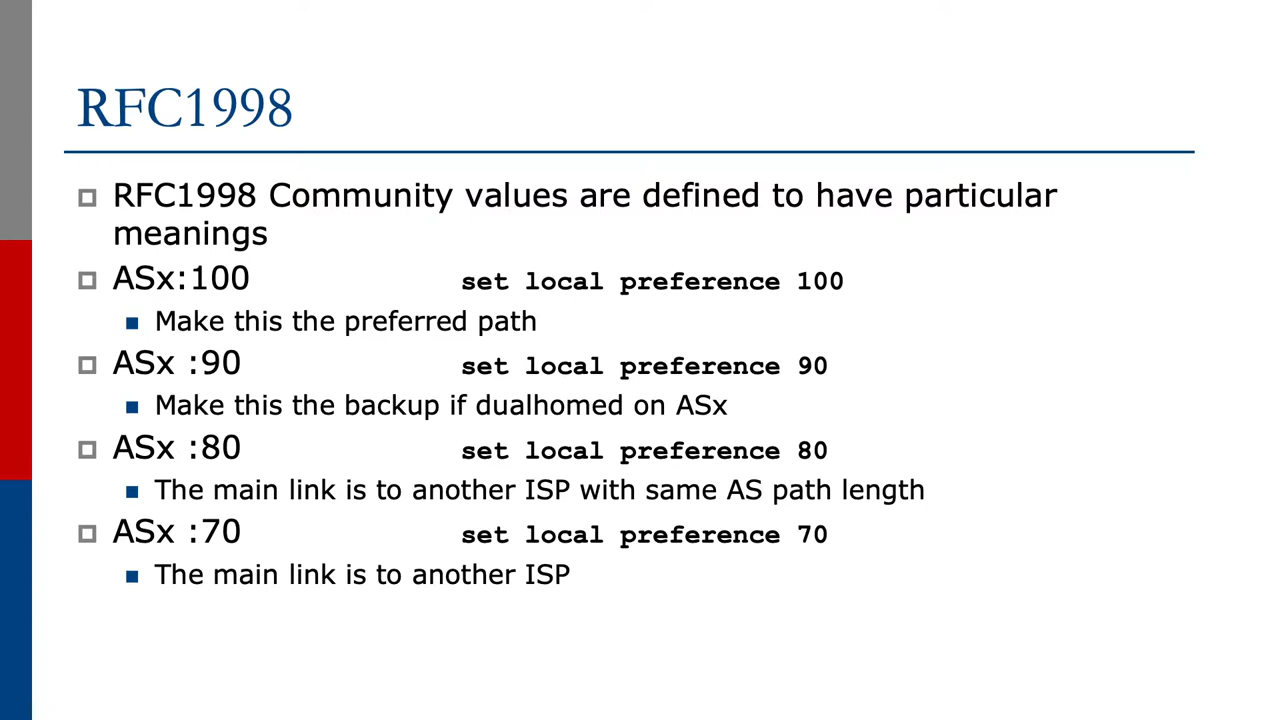 RFC1998
RFC1998 Community values are defined to have particular
meanings
ASx:100 set local preference 100
Make this the preferred path
ASx :90 set local preference 90
Make this the backup if dualhomed on ASx
ASx :80 set local preference 80
The main link is to another ISP with same AS path length
ASx :70 set local preference 70
The main link is to another ISP